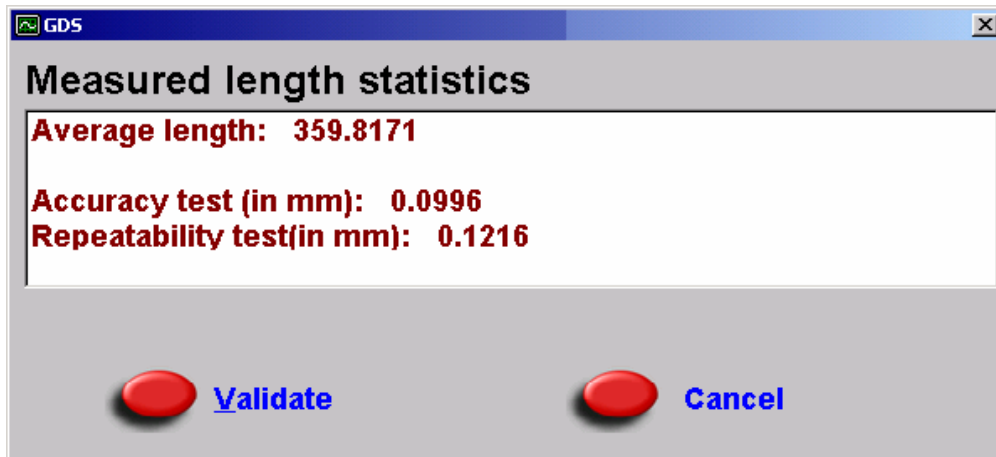 GDS
Measured length statistics
Average length: 359.8171
Accuracy test (in mm): 0.0996
Repeatability test(in mm): 0.1216
Validate
Cancel